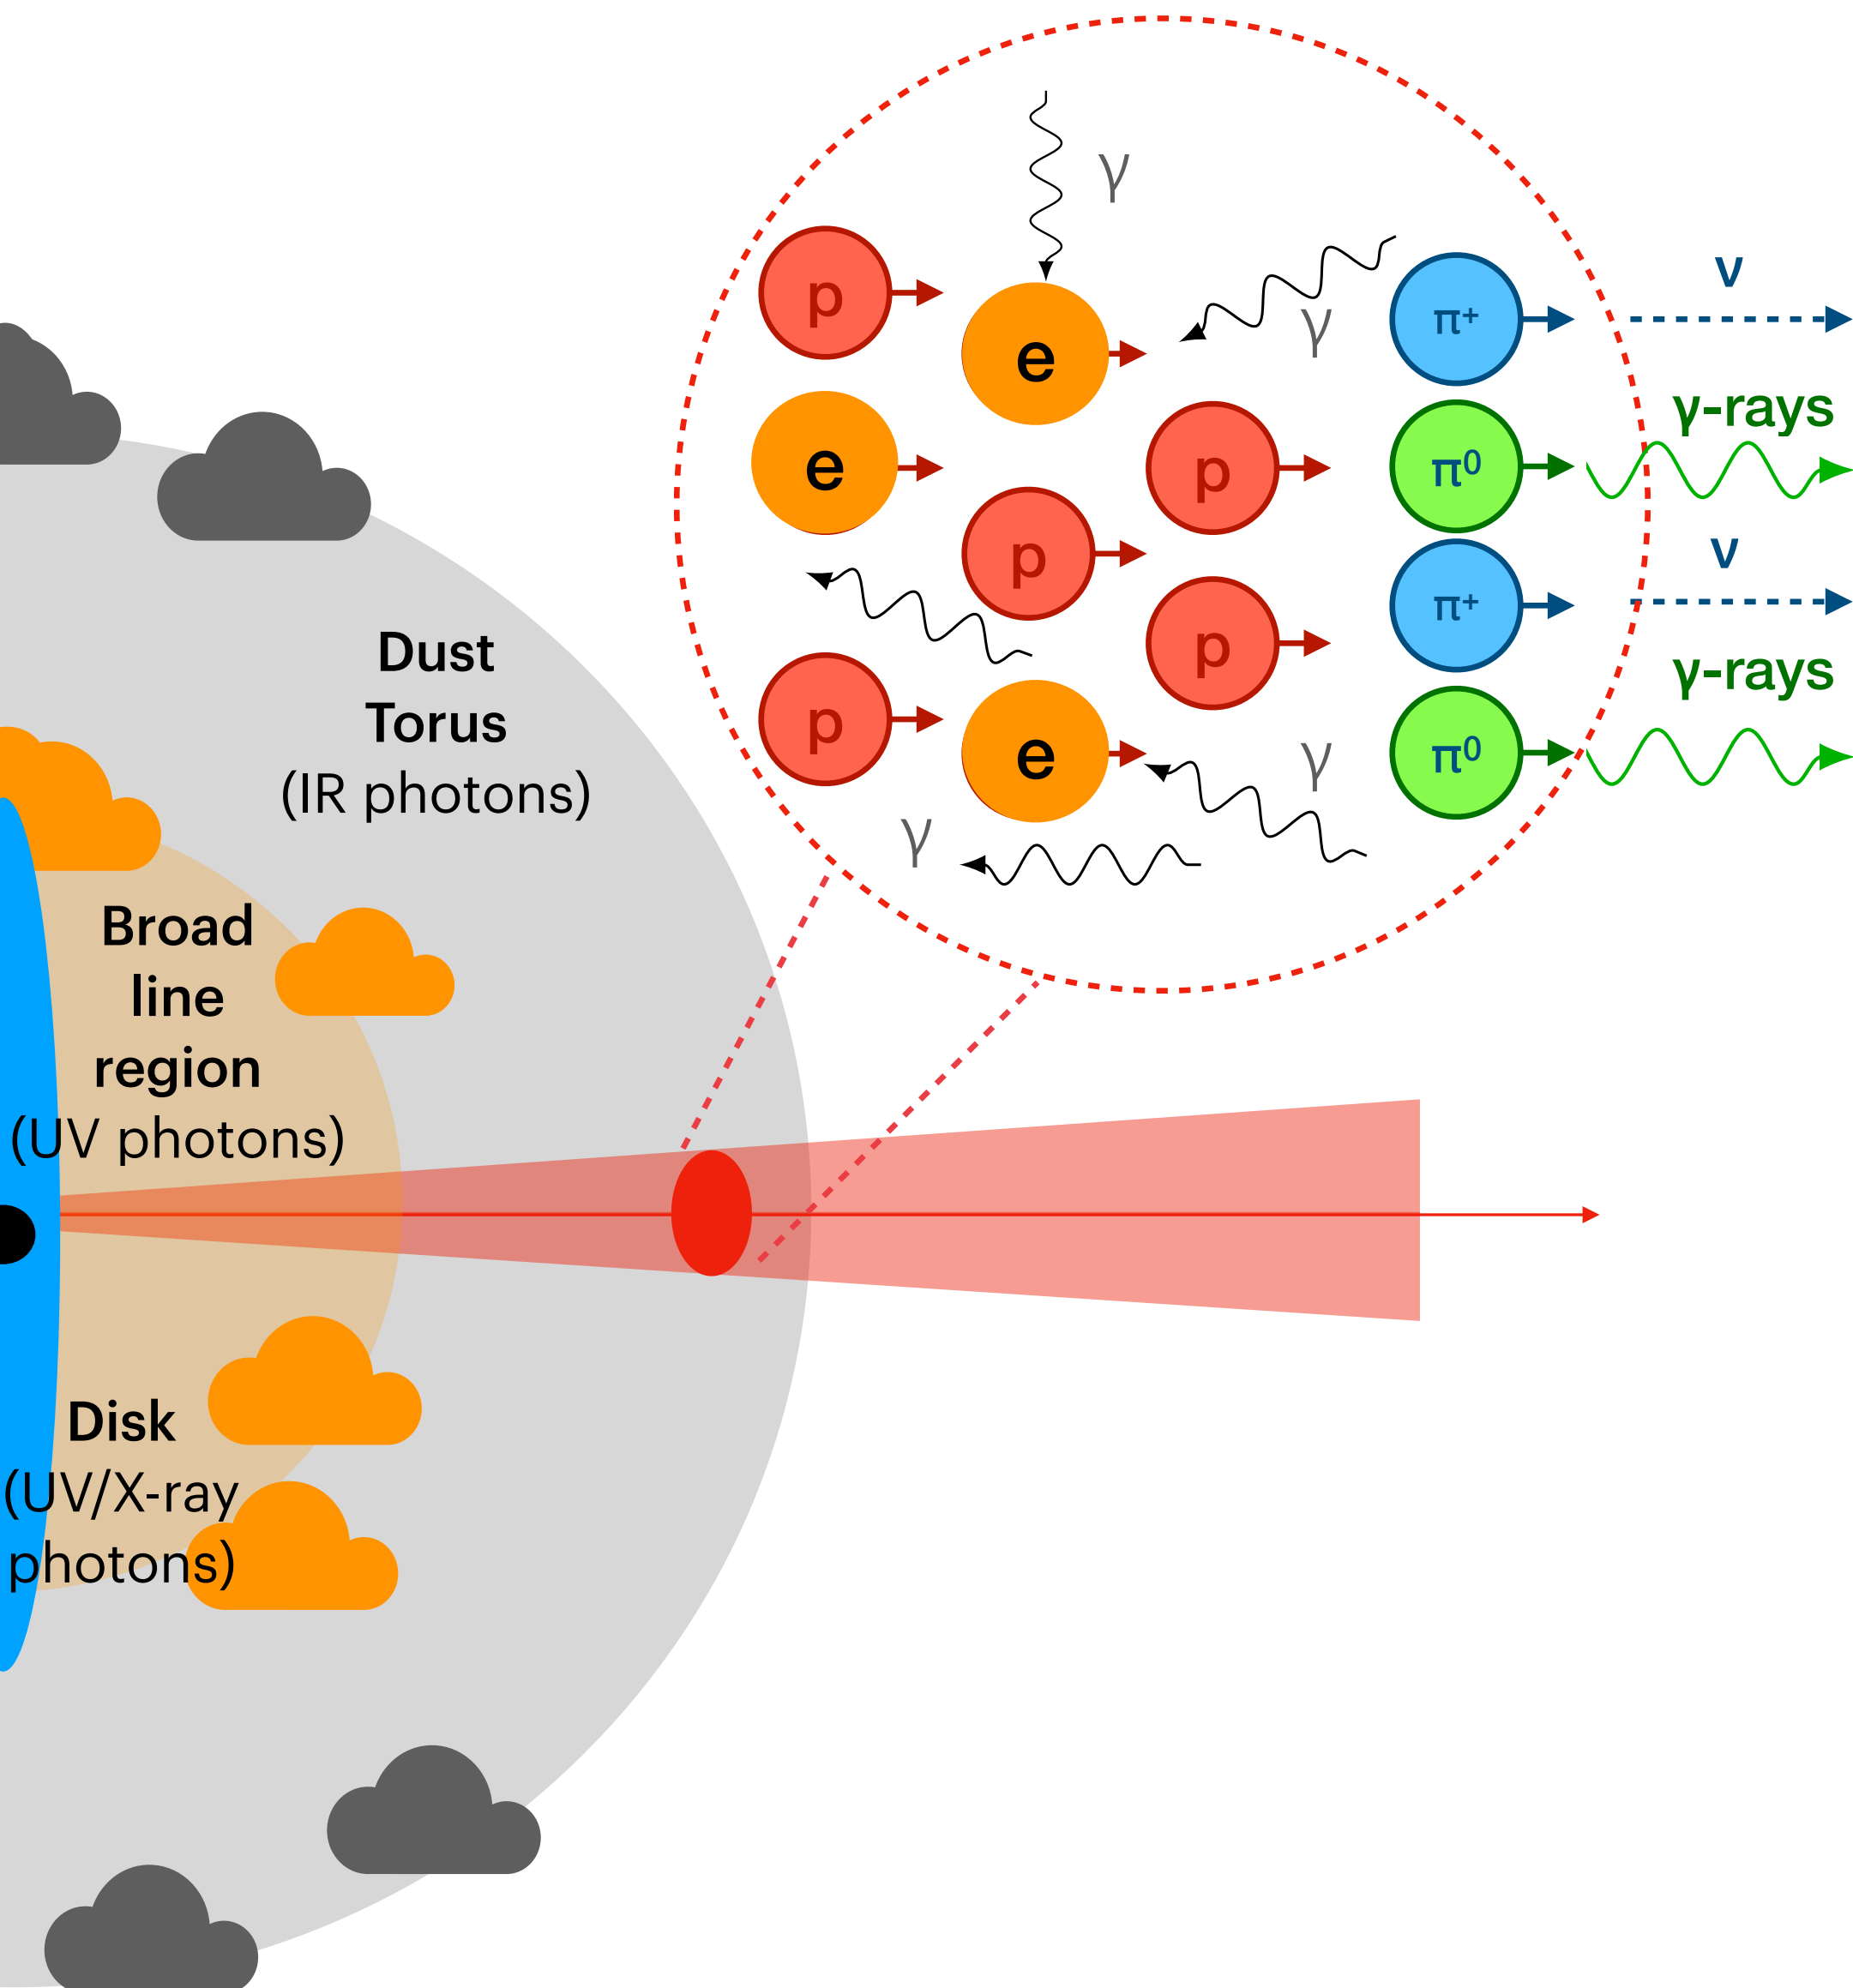 γ
p
γ
e
π⁺
ν
e
p
π⁰
γ-rays
p
π⁺
ν
p
p
e
γ
π⁰
γ-rays
γ
Dust
Torus
(IR photons)
Broad
line
region
(UV photons)
Disk
(UV/X-ray
photons)